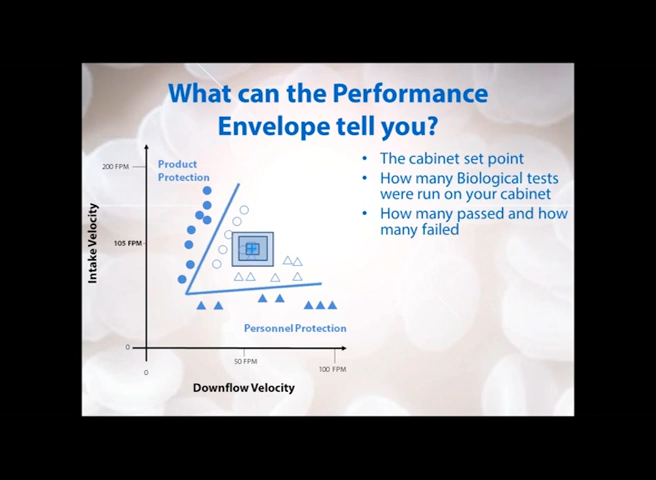 What can the Performance
Envelope tell you?
200 FPM
Product
Protection
105 FPM
Intake Velocity
Personnel Protection
0
0
50 FPM
100 FPM
Downflow Velocity
• The cabinet set point
• How many Biological tests
were run on your cabinet
• How many passed and how
many failed